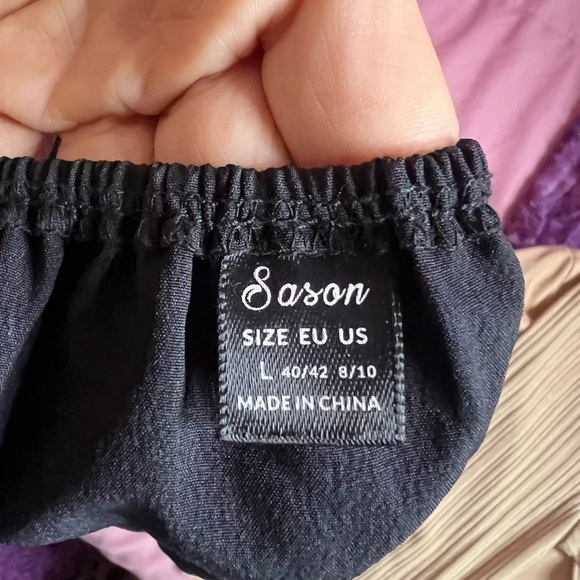 Sason
SIZE EU US
L 40/42 8/10
MADE IN CHINA